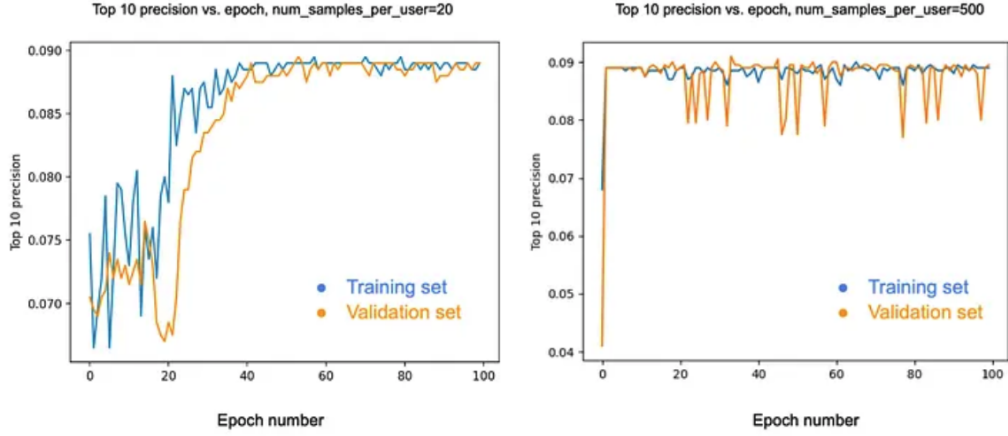 Top 10 precision vs. epoch, num_samples_per_user=20
0.090
0.085
0.080
0.075
0.070
Top 10 precision
Training set
Validation set
0 20 40 60 80 100
Epoch number
Top 10 precision vs. epoch, num_samples_per_user=500
0.09
0.08
0.07
0.06
0.05
0.04
Top 10 precision
Training set
Validation set
0 20 40 60 80 100
Epoch number